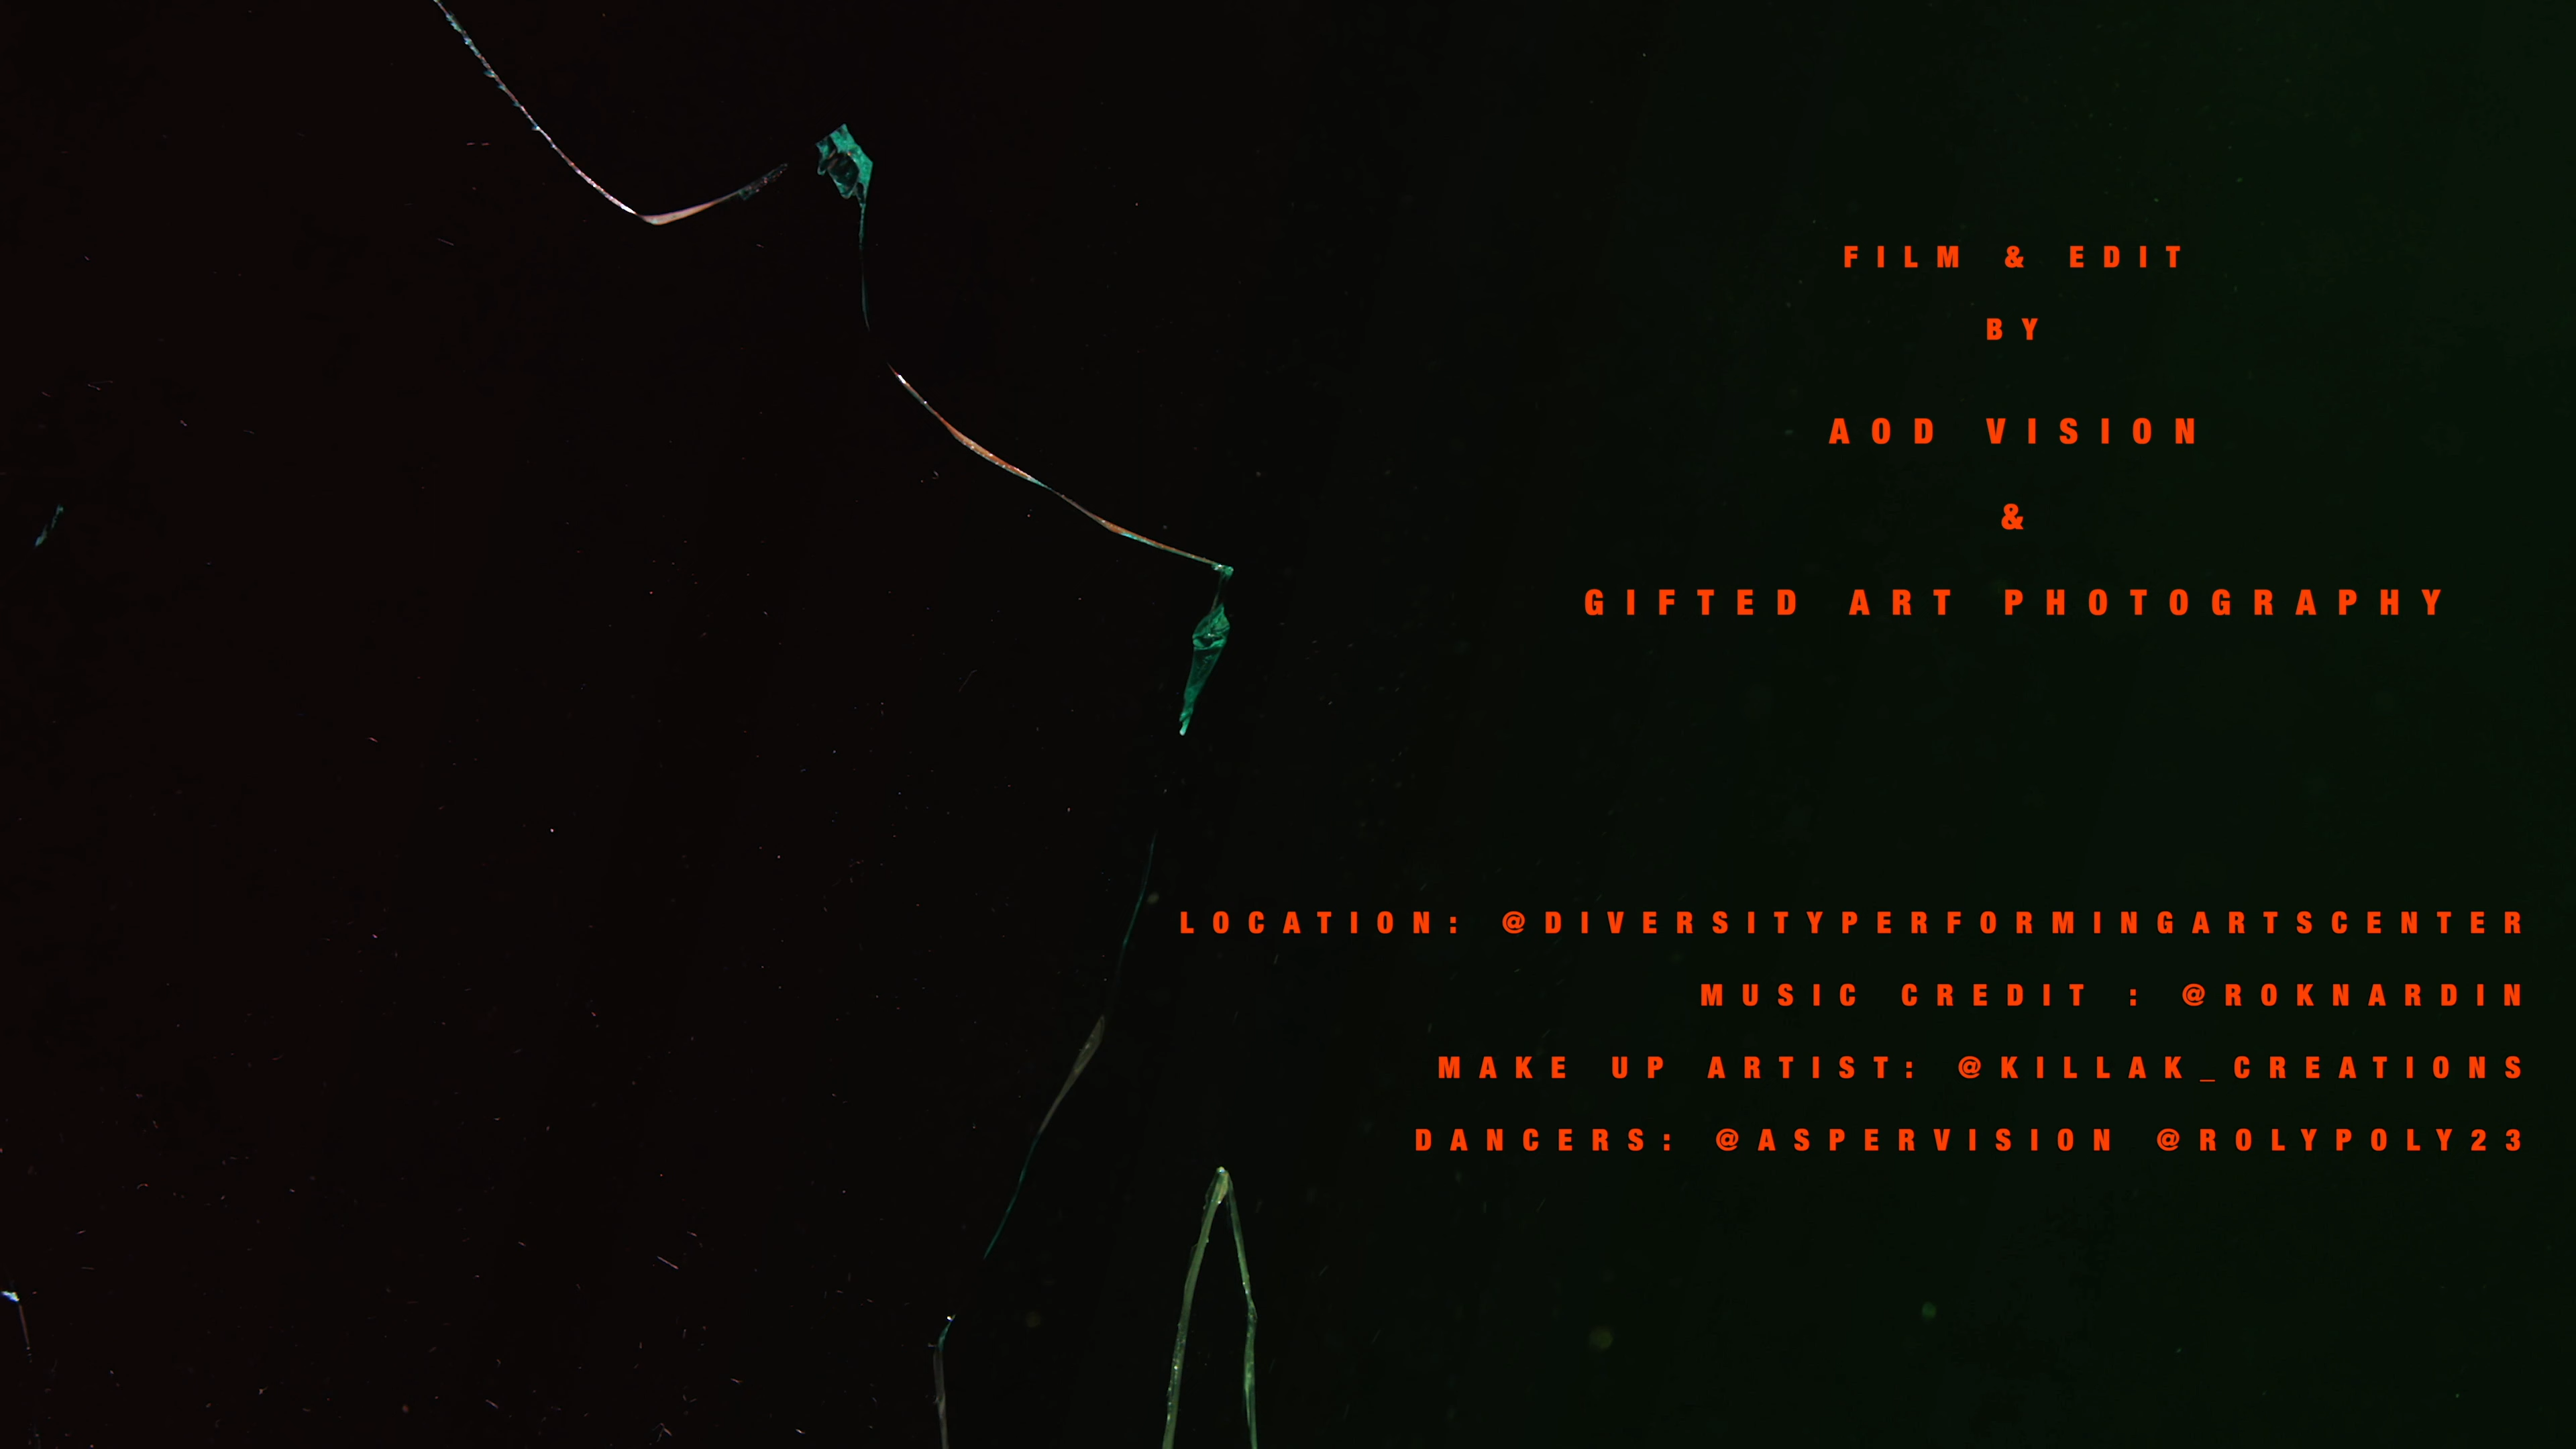 FILM & EDIT
BY
AOD VISION
&
GIFTED ART PHOTOGRAPHY
LOCATION: @DIVERSITYPERFORMINGARTSCENTER
MUSIC CREDIT : @ROKNARDIN
MAKE UP ARTIST: @KILLAK_CREATIONS
DANCERS: @ASPERVISION @ROLYPOLY23